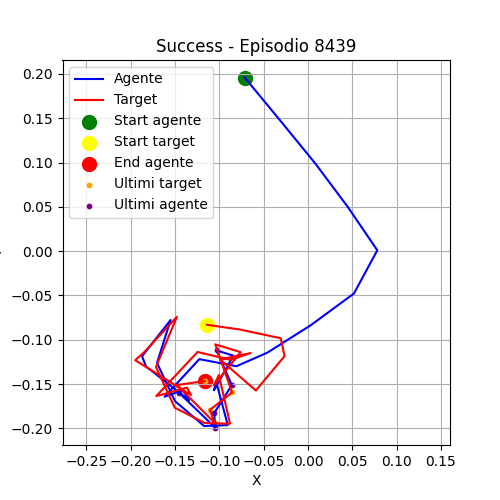 Success - Episodio 8439
Agente
Target
Start agente
Start target
End agente
Ultimi target
Ultimi agente
0.20
0.15
0.10
0.05
0.00
−0.05
−0.10
−0.15
−0.20
−0.25 −0.20 −0.15 −0.10 −0.05 0.00 0.05 0.10 0.15
X